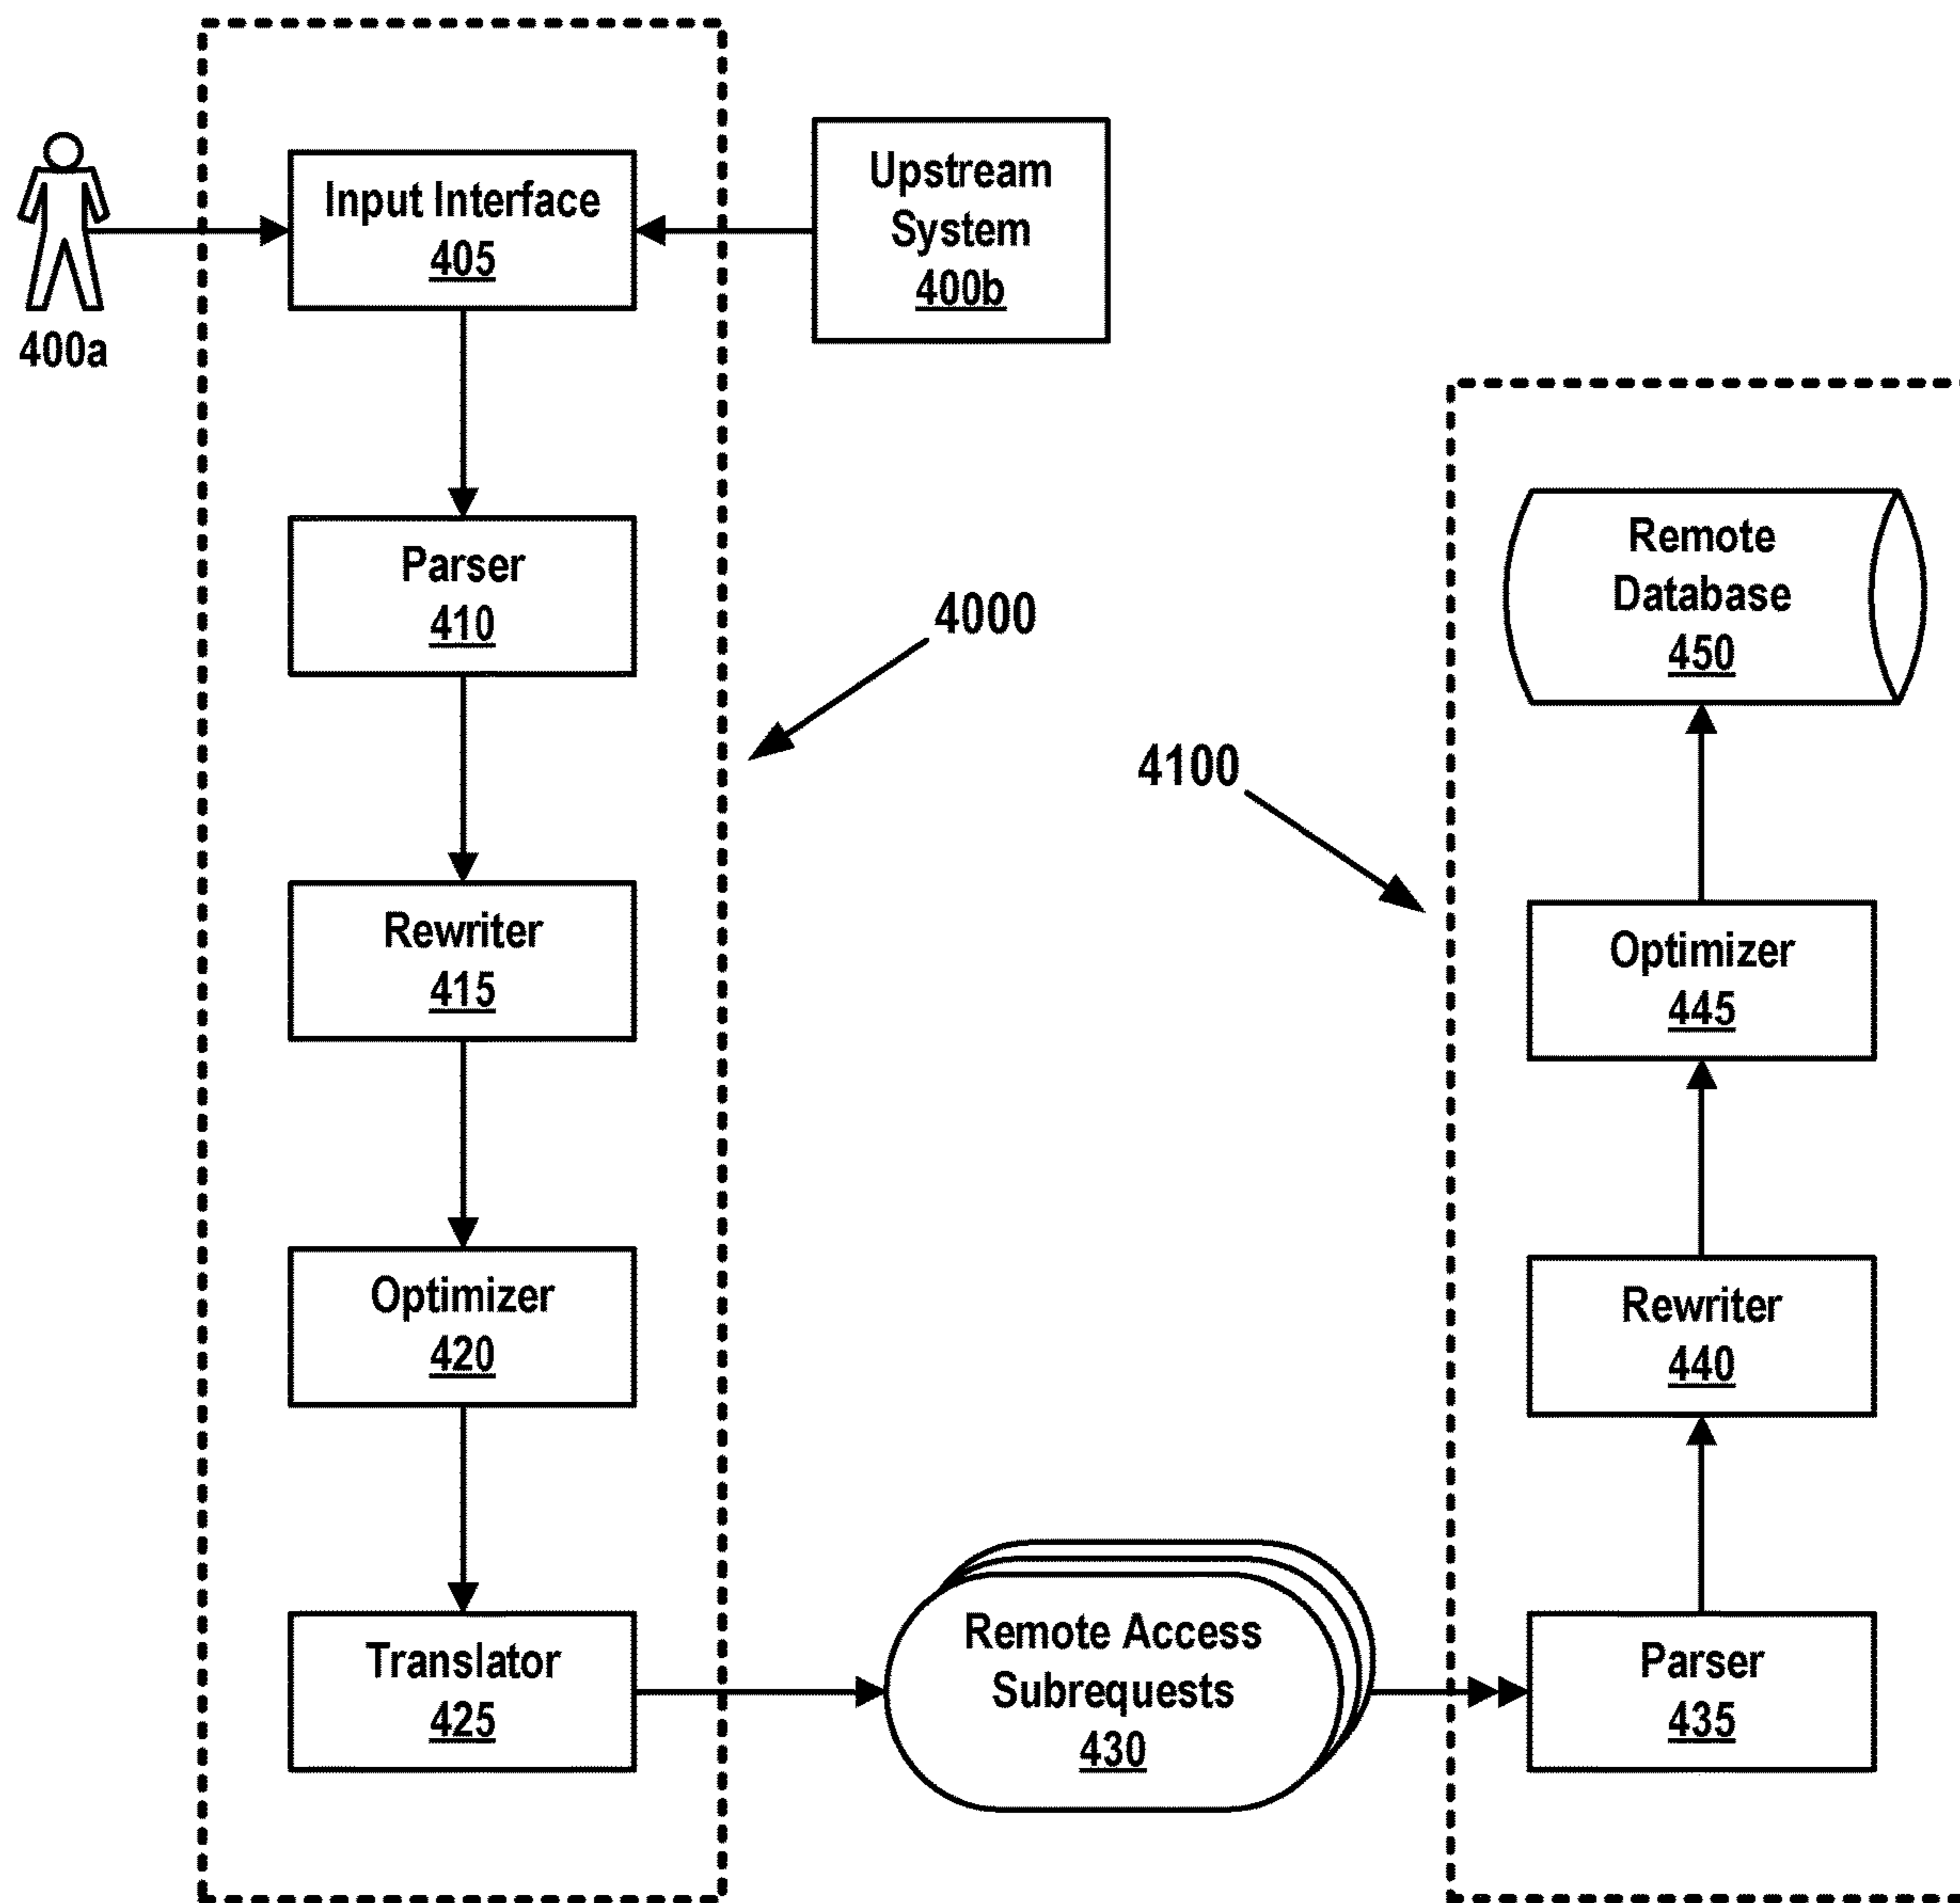 400a
Input Interface
405
Upstream
System
400b
Parser
410
4000
Rewriter
415
Optimizer
420
Translator
425
Remote Access
Subrequests
430
4100
Remote
Database
450
Optimizer
445
Rewriter
440
Parser
435